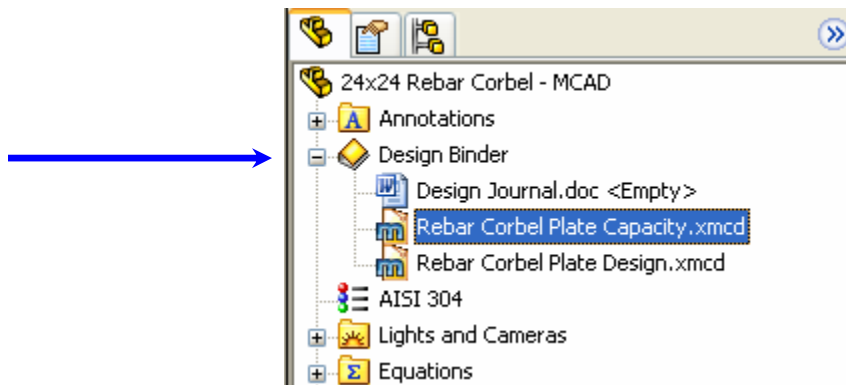 24x24 Rebar Corbel - MCAD
A Annotations
Design Binder
Design Journal.doc <Empty>
Rebar Corbel Plate Capacity.xmcd
Rebar Corbel Plate Design.xmcd
AISI 304
Lights and Cameras
Σ Equations